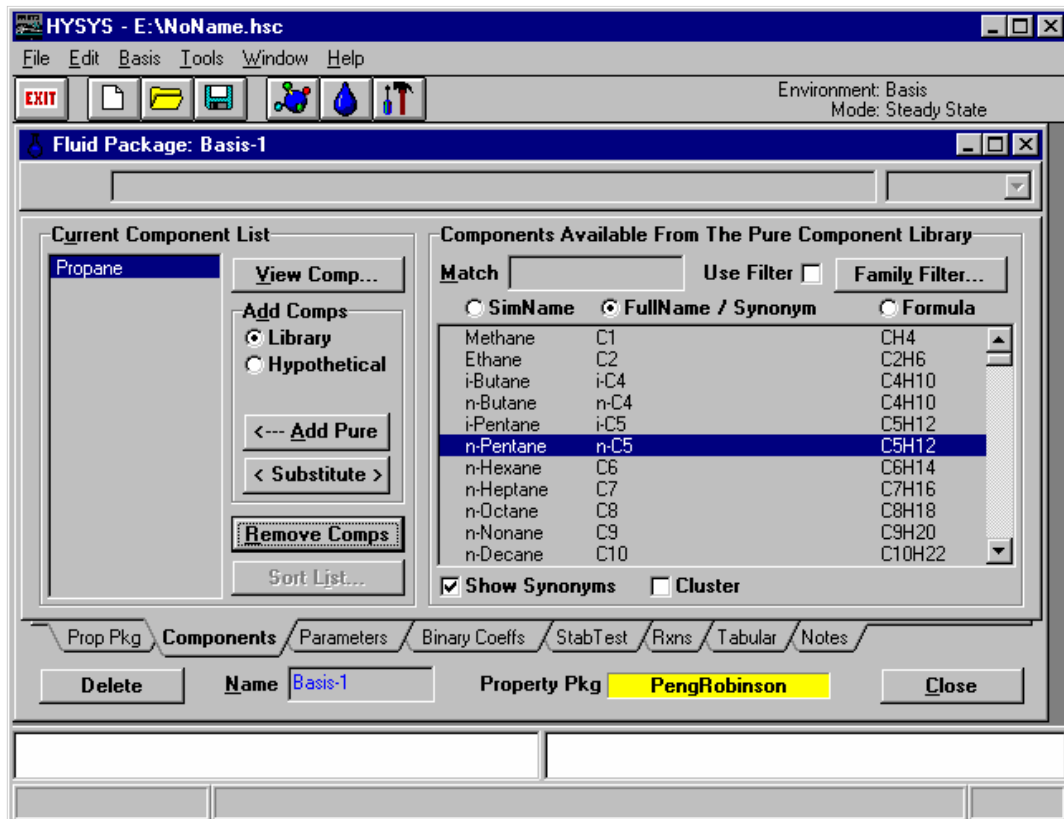 HYSYS - E:\NoName.hsc
File Edit Basis Tools Window Help
EXIT
Environment: Basis
Mode: Steady State
Fluid Package: Basis-1
Current Component List
Propane
View Comp...
Add Comps
Library
Hypothetical
<--- Add Pure
< Substitute >
Remove Comps
Sort List...
Components Available From The Pure Component Library
Match Use Filter Family Filter...
SimName FullName / Synonym Formula
Methane C1 CH4
Ethane C2 C2H6
i-Butane i-C4 C4H10
n-Butane n-C4 C4H10
i-Pentane i-C5 C5H12
n-Pentane n-C5 C5H12
n-Hexane C6 C6H14
n-Heptane C7 C7H16
n-Octane C8 C8H18
n-Nonane C9 C9H20
n-Decane C10 C10H22
Show Synonyms Cluster
Prop Pkg Components Parameters Binary Coeffs StabTest Rxns Tabular Notes
Delete Name Basis-1 Property Pkg PengRobinson Close